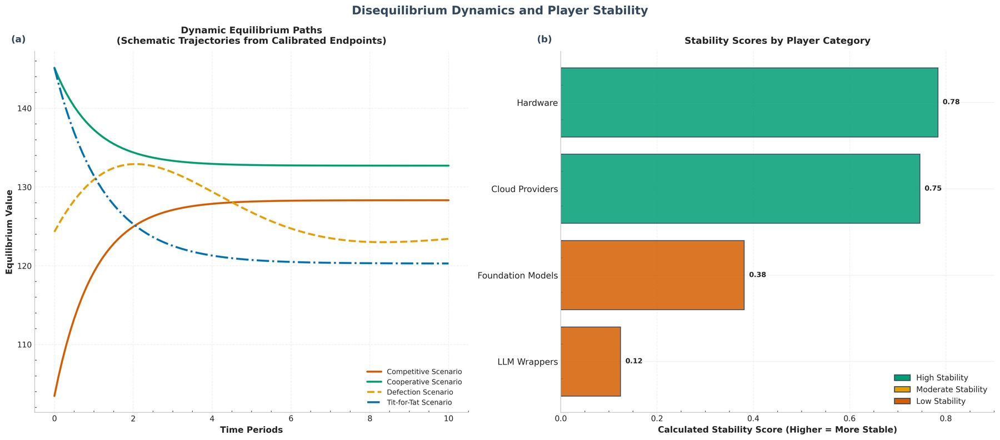 Disequilibrium Dynamics and Player Stability
(a)
Dynamic Equilibrium Paths
(Schematic Trajectories from Calibrated Endpoints)
Equilibrium Value
140
130
120
110
0
2
4
6
8
10
Time Periods
Competitive Scenario
Cooperative Scenario
Defection Scenario
Tit-for-Tat Scenario
(b)
Stability Scores by Player Category
Hardware
0.78
Cloud Providers
0.75
Foundation Models
0.38
LLM Wrappers
0.12
High Stability
Moderate Stability
Low Stability
0.0
0.2
0.4
0.6
0.8
Calculated Stability Score (Higher = More Stable)